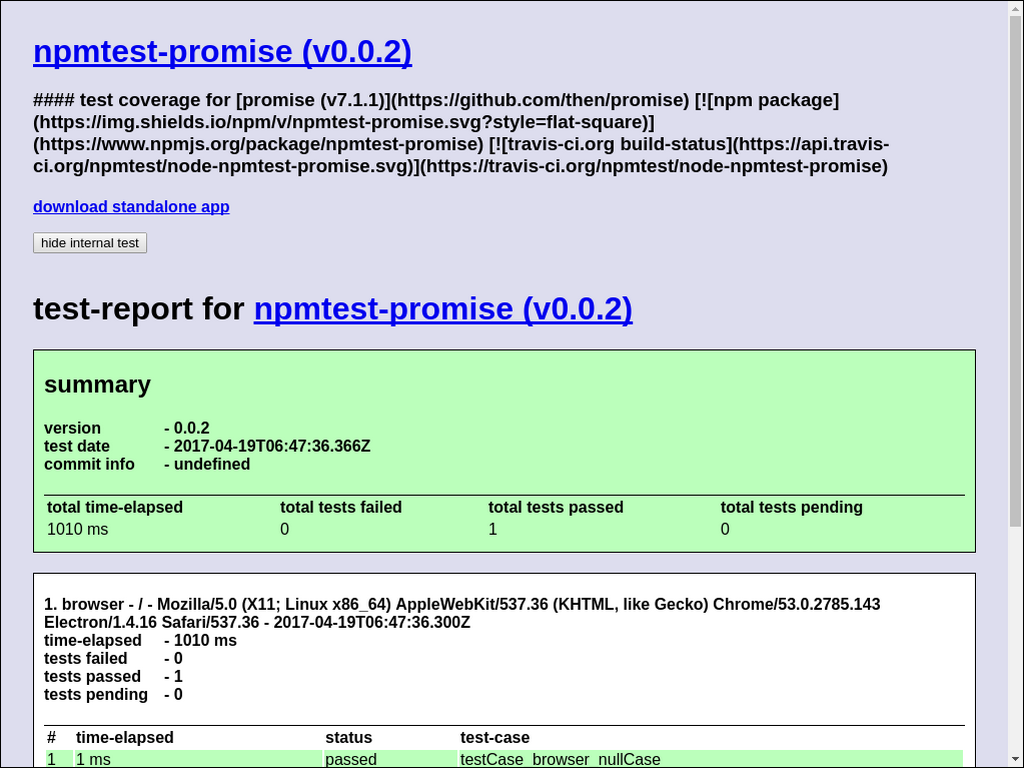 npmtest-promise (v0.0.2)
#### test coverage for [promise (v7.1.1)](https://github.com/then/promise) [![npm package]
(https://img.shields.io/npm/v/npmtest-promise.svg?style=flat-square)]
(https://www.npmjs.org/package/npmtest-promise) [![travis-ci.org build-status](https://api.travis-
ci.org/npmtest/node-npmtest-promise.svg)](https://travis-ci.org/npmtest/node-npmtest-promise)
download standalone app
hide internal test
test-report for npmtest-promise (v0.0.2)
summary
version - 0.0.2
test date - 2017-04-19T06:47:36.366Z
commit info - undefined
total time-elapsed total tests failed total tests passed total tests pending
1010 ms 0 1 0
1. browser - / - Mozilla/5.0 (X11; Linux x86_64) AppleWebKit/537.36 (KHTML, like Gecko) Chrome/53.0.2785.143
Electron/1.4.16 Safari/537.36 - 2017-04-19T06:47:36.300Z
time-elapsed - 1010 ms
tests failed - 0
tests passed - 1
tests pending - 0
# time-elapsed status test-case
1 1 ms passed testCase_browser_nullCase